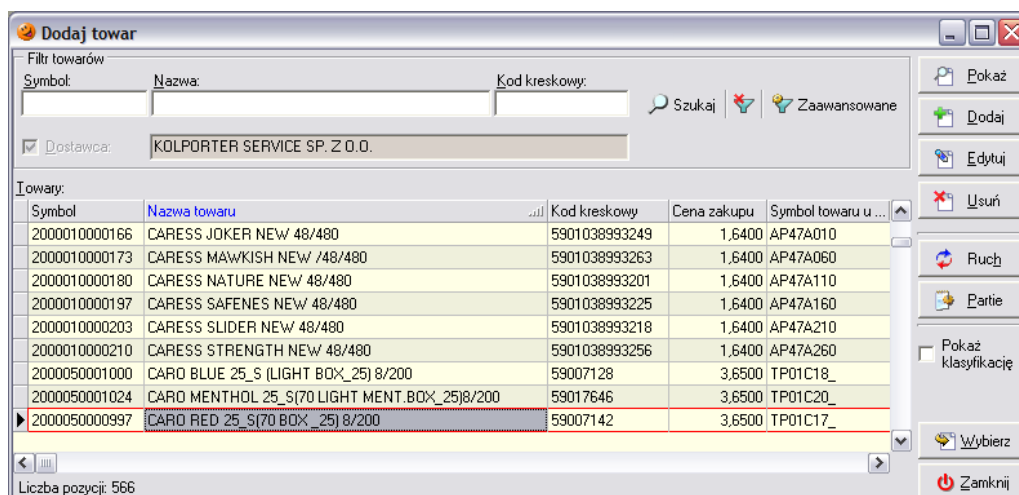 Dodaj towar
Filtr towarów
Symbol: Nazwa: Kod kreskowy:
Szukaj Zaawansowane
Dostawca: KOLPORTER SERVICE SP. Z O.O.
Towary:
Symbol Nazwa towaru Kod kreskowy Cena zakupu Symbol towaru u ...
2000010000166 CARESS JOKER NEW 48/480 5901038993249 1,6400 AP47A010
2000010000173 CARESS MAWKISH NEW /48/480 5901038993263 1,6400 AP47A060
2000010000180 CARESS NATURE NEW 48/480 5901038993201 1,6400 AP47A110
2000010000197 CARESS SAFENES NEW 48/480 5901038993225 1,6400 AP47A160
2000010000203 CARESS SLIDER NEW 48/480 5901038993218 1,6400 AP47A210
2000010000210 CARESS STRENGTH NEW 48/480 5901038993256 1,6400 AP47A260
2000050001000 CARO BLUE 25_S (LIGHT BOX_25) 8/200 59007128 3,6500 TP01C18_
2000050001024 CARO MENTHOL 25_S(70 LIGHT MENT.BOX_25)8/200 59017646 3,6500 TP01C20_
2000050000997 CARO RED 25_S(70 BOX _25) 8/200 59007142 3,6500 TP01C17_
Liczba pozycji: 566
Pokaż
Dodaj
Edytuj
Usuń
Ruch
Partie
Pokaż
klasyfikację
Wybierz
Zamknij